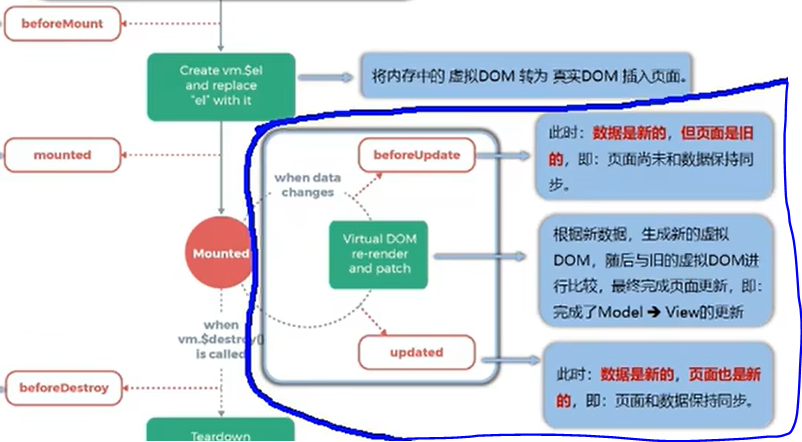 beforeMount
Create vm.$el
and replace
"el" with it
将内存中的 虚拟DOM 转为 真实DOM 插入页面。
mounted
when data
changes
beforeUpdate
此时：数据是新的，但页面是旧
的，即：页面尚未和数据保持同
步。
Mounted
Virtual DOM
re-render
and patch
根据新数据，生成新的虚拟
DOM，随后与旧的虚拟DOM进
行比较，最终完成页面更新，即：
完成了Model ➔ View的更新
when
vm.$destroy()
is called
updated
此时：数据是新的，页面也是新
的，即：页面和数据保持同步。
beforeDestroy
Teardown